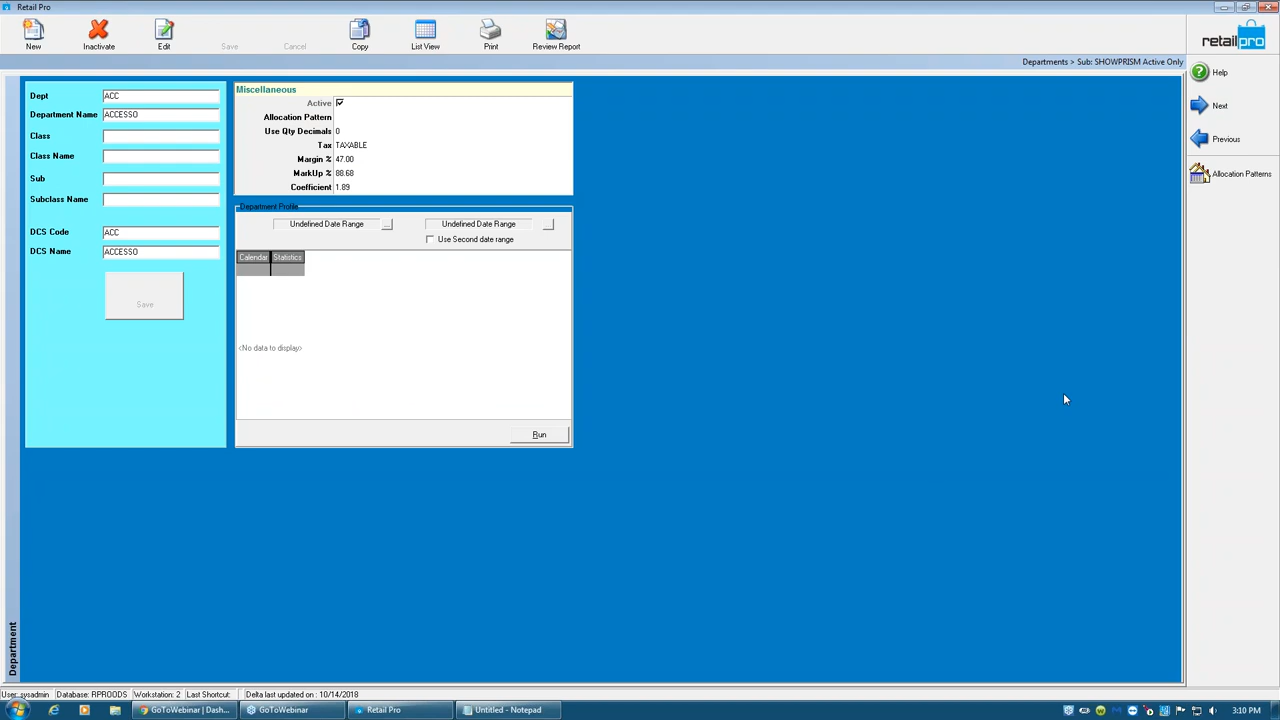 Retail Pro
New Inactivate Edit Save Cancel Copy List View Print Review Report
retailpro
Departments > Sub: SHOWPRISM Active Only
Help
Next
Previous
Allocation Patterns
Dept ACC
Department Name ACCESSO
Class
Class Name
Sub
Subclass Name
DCS Code ACC
DCS Name ACCESSO
Save
Miscellaneous
Active
Allocation Pattern
Use Qty Decimals 0
Tax TAXABLE
Margin % 47.00
MarkUp % 88.68
Coefficient 1.89
Department Profile
Undefined Date Range ... Undefined Date Range
Use Second date range
Calendar Statistics
<No data to display>
Run
Department
User: sysadmin Database: RPROODS Workstation: 2 Last Shortcut: Delta last updated on : 10/14/2018
GoToWebinar | Dash... GoToWebinar Retail Pro Untitled - Notepad 3:10 PM